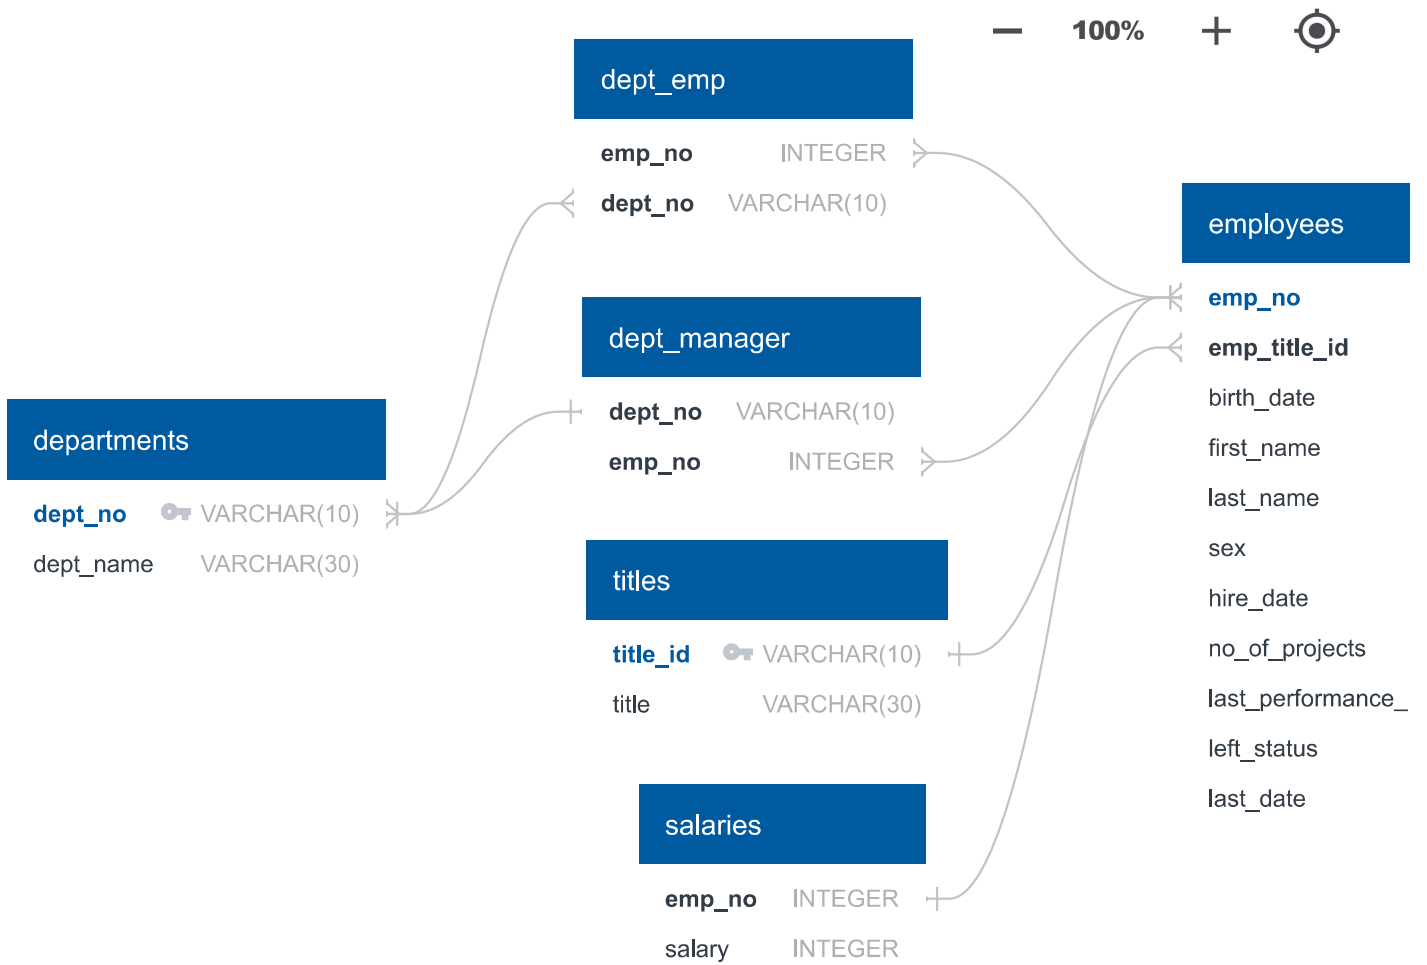 100%
dept_emp
emp_no INTEGER
dept_no VARCHAR(10)
employees
emp_no
emp_title_id
birth_date
first_name
last_name
sex
hire_date
no_of_projects
last_performance_
left_status
last_date
dept_manager
dept_no VARCHAR(10)
emp_no INTEGER
departments
dept_no VARCHAR(10)
dept_name VARCHAR(30)
titles
title_id VARCHAR(10)
title VARCHAR(30)
salaries
emp_no INTEGER
salary INTEGER